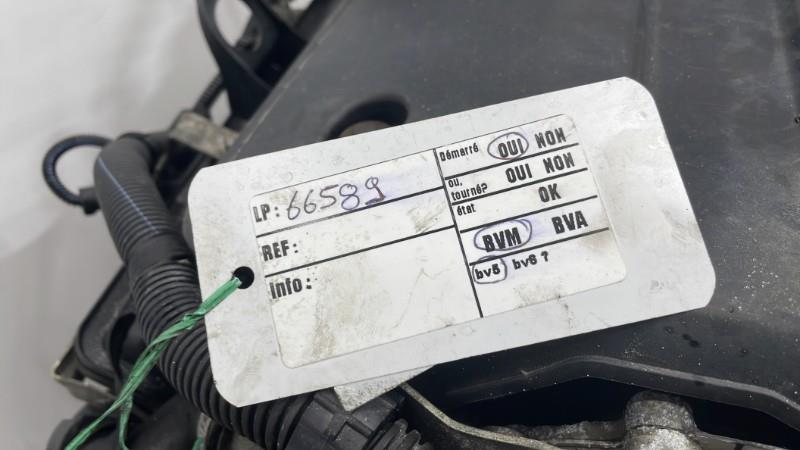 LP: 66589
REF:
Info:
Démarré OUI NON
ou, tourné? OUI NON
état OK
BVM BVA
bv5 bv6 ?